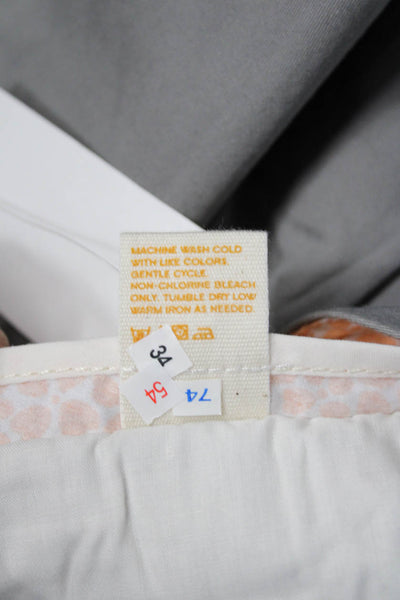 MACHINE WASH COLD
WITH LIKE COLORS.
GENTLE CYCLE.
NON-CHLORINE BLEACH
ONLY. TUMBLE DRY LOW
WARM IRON AS NEEDED.
34
54
74